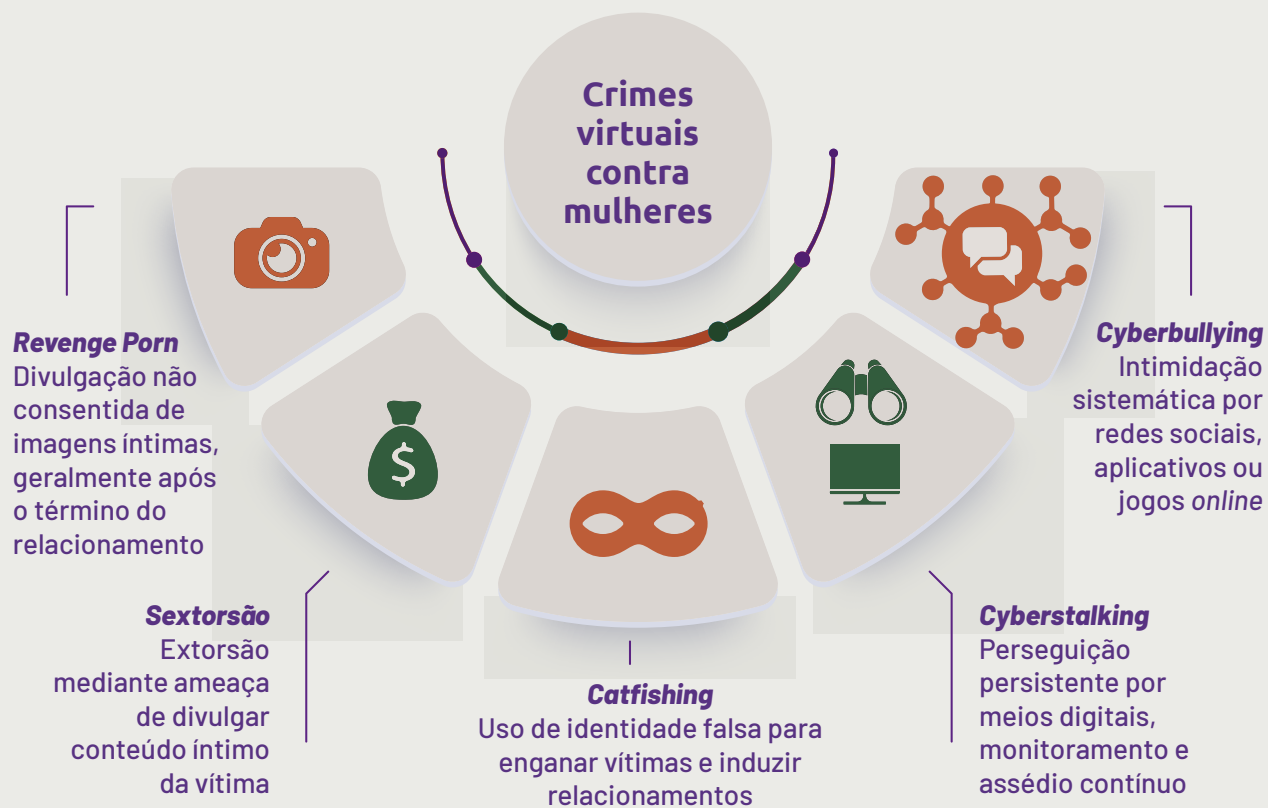 Crimes
virtuais
contra
mulheres
Revenge Porn
Divulgação não
consentida de
imagens íntimas,
geralmente após
o término do
relacionamento
Sextorsão
Extorsão
mediante ameaça
de divulgar
conteúdo íntimo
da vítima
$
Catfishing
Uso de identidade falsa para
enganar vítimas e induzir
relacionamentos
Cyberstalking
Perseguição
persistente por
meios digitais,
monitoramento e
assédio contínuo
Cyberbullying
Intimidação
sistemática por
redes sociais,
aplicativos ou
jogos online